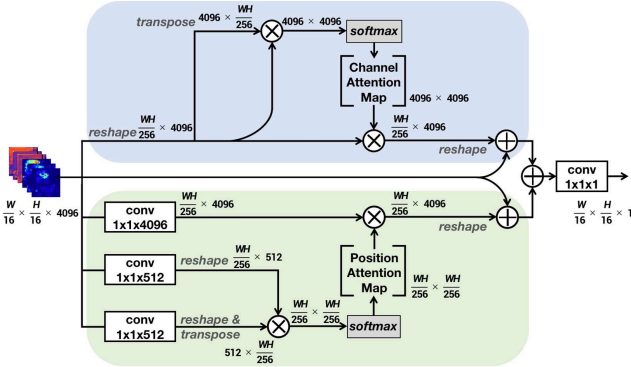 transpose 4096 × WH/256
4096 × 4096
softmax
Channel
Attention
Map
4096 × 4096
reshape WH/256 × 4096
WH/256 × 4096
reshape
W/16 × H/16 × 4096
conv
1x1x1
W/16 × H/16 × 1
conv
1x1x4096
WH/256 × 4096
WH/256 × 4096
reshape
conv
1x1x512
reshape WH/256 × 512
Position
Attention
Map
WH/256 × WH/256
conv
1x1x512
reshape &
transpose
512 × WH/256
WH/256 × WH/256
softmax